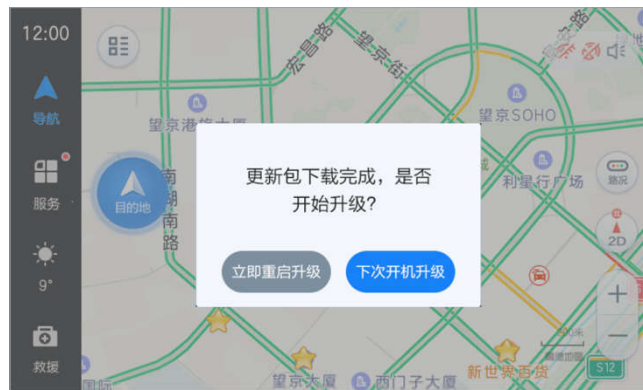 12:00
导航
服务
9°
救援
宏昌路
望京街
望京SOHO
利星行广场
路况
2D
目的地
南湖南路
更新包下载完成，是否
开始升级？
立即重启升级
下次开机升级
望京大厦
西门子大厦
新世界百货
S12